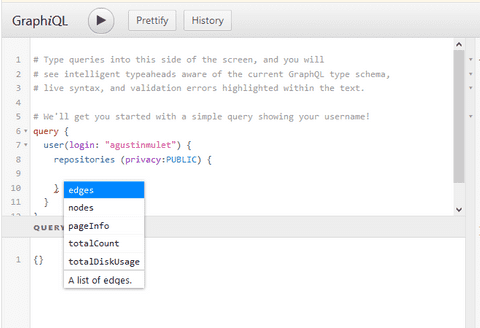 GraphiQL Prettify History
1 # Type queries into this side of the screen, and you will
2 # see intelligent typeaheads aware of the current GraphQL type schema,
3 # live syntax, and validation errors highlighted within the text.
4
5 # We'll get you started with a simple query showing your username!
6 query {
7 user(login: "agustinmulet") {
8 repositories (privacy:PUBLIC) {
9
10 }
edges
11 }
nodes
pageInfo
QUERY
totalCount
1 {}
totalDiskUsage
A list of edges.